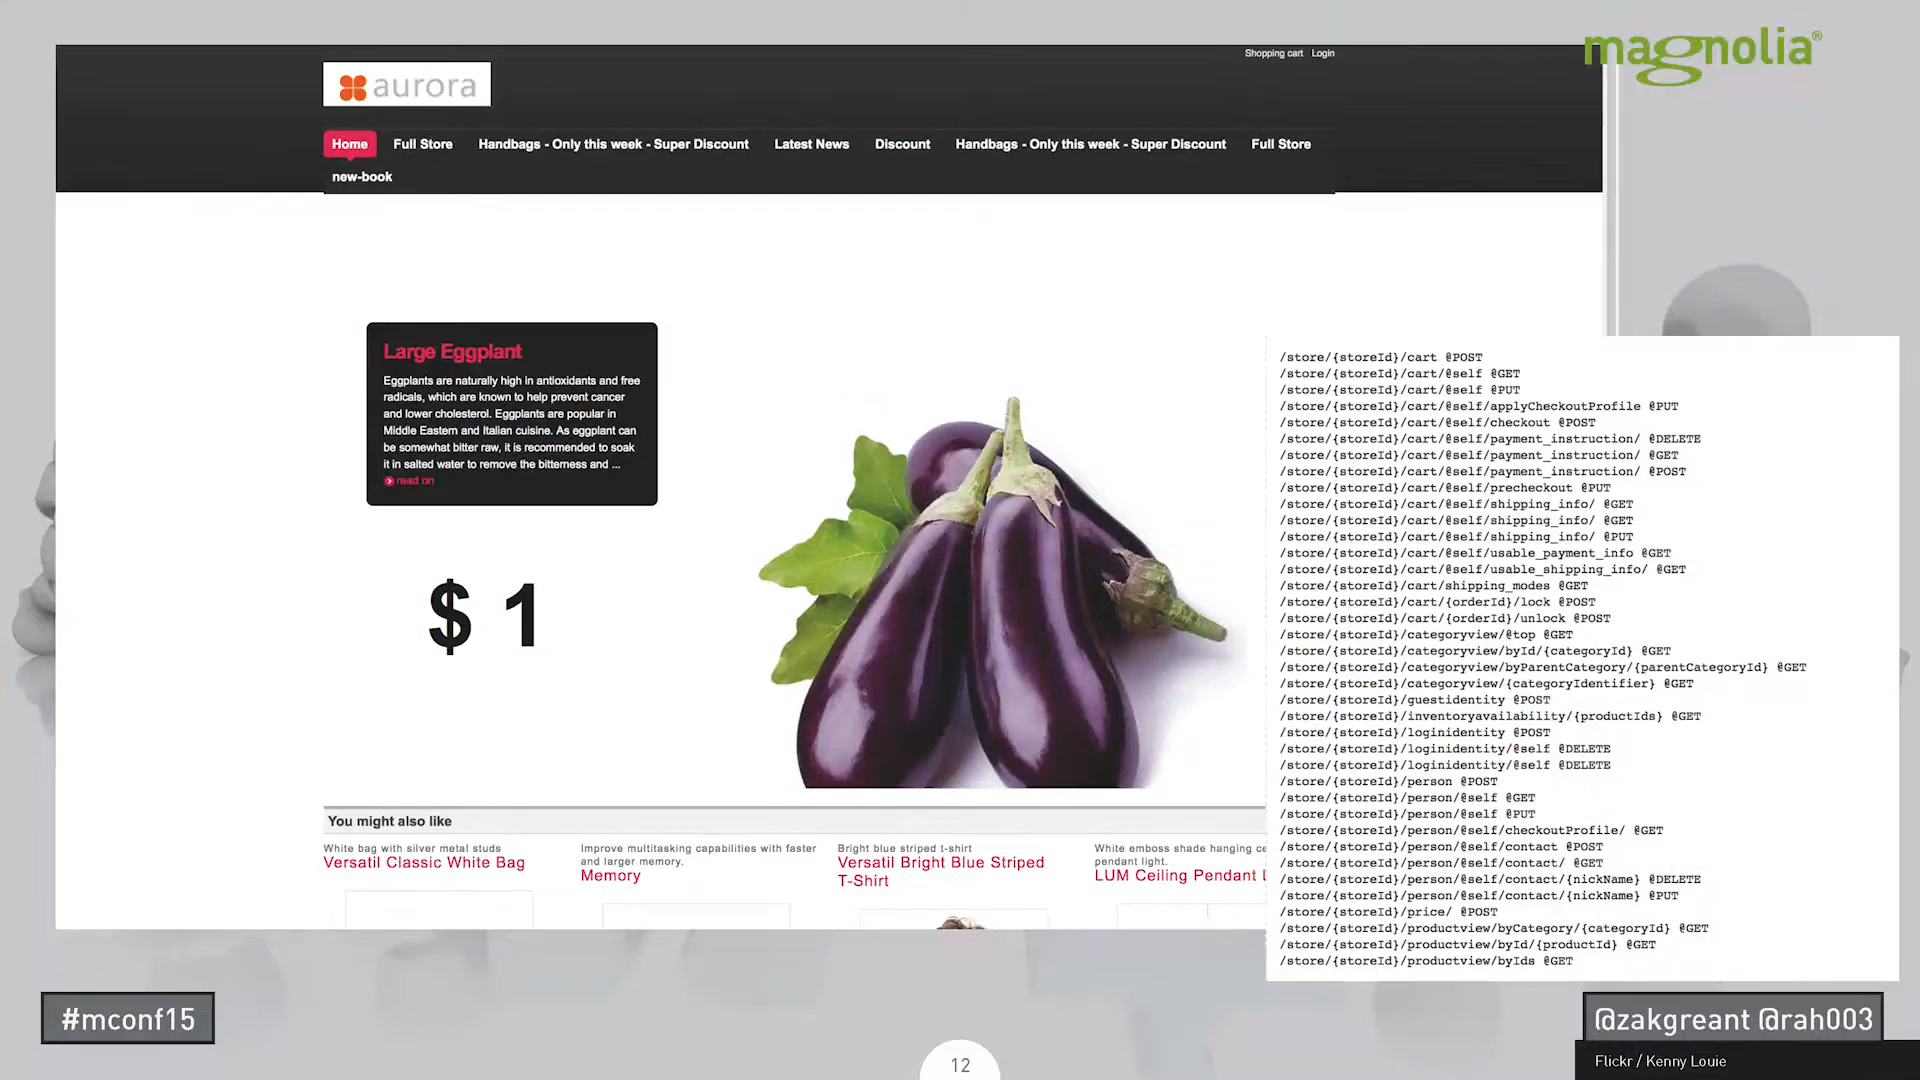 magnolia®
Shopping cart Login
aurora
Home Full Store Handbags - Only this week - Super Discount Latest News Discount Handbags - Only this week - Super Discount Full Store
new-book
Large Eggplant
Eggplants are naturally high in antioxidants and free
radicals, which are known to help prevent cancer
and lower cholesterol. Eggplants are popular in
Middle Eastern and Italian cuisine. As eggplant can
be somewhat bitter raw, it is recommended to soak
it in salted water to remove the bitterness and ...
read on
$ 1
/store/{storeId}/cart @POST
/store/{storeId}/cart/@self @GET
/store/{storeId}/cart/@self @PUT
/store/{storeId}/cart/@self/applyCheckoutProfile @PUT
/store/{storeId}/cart/@self/checkout @POST
/store/{storeId}/cart/@self/payment_instruction/ @DELETE
/store/{storeId}/cart/@self/payment_instruction/ @GET
/store/{storeId}/cart/@self/payment_instruction/ @POST
/store/{storeId}/cart/@self/precheckout @PUT
/store/{storeId}/cart/@self/shipping_info/ @GET
/store/{storeId}/cart/@self/shipping_info/ @GET
/store/{storeId}/cart/@self/shipping_info/ @PUT
/store/{storeId}/cart/@self/usable_payment_info @GET
/store/{storeId}/cart/@self/usable_shipping_info/ @GET
/store/{storeId}/cart/shipping_modes @GET
/store/{storeId}/cart/{orderId}/lock @POST
/store/{storeId}/cart/{orderId}/unlock @POST
/store/{storeId}/categoryview/@top @GET
/store/{storeId}/categoryview/byId/{categoryId} @GET
/store/{storeId}/categoryview/byParentCategory/{parentCategoryId} @GET
/store/{storeId}/categoryview/{categoryIdentifier} @GET
/store/{storeId}/guestidentity @POST
/store/{storeId}/inventoryavailability/{productIds} @GET
/store/{storeId}/loginidentity @POST
/store/{storeId}/loginidentity/@self @DELETE
/store/{storeId}/loginidentity/@self @DELETE
/store/{storeId}/person @POST
/store/{storeId}/person/@self @GET
/store/{storeId}/person/@self @PUT
/store/{storeId}/person/@self/checkoutProfile/ @GET
/store/{storeId}/person/@self/contact @POST
/store/{storeId}/person/@self/contact/ @GET
/store/{storeId}/person/@self/contact/{nickName} @DELETE
/store/{storeId}/person/@self/contact/{nickName} @PUT
/store/{storeId}/price/ @POST
/store/{storeId}/productview/byCategory/{categoryId} @GET
/store/{storeId}/productview/byId/{productId} @GET
/store/{storeId}/productview/byIds @GET
You might also like
White bag with silver metal studs
Versatil Classic White Bag
Improve multitasking capabilities with faster
and larger memory.
Memory
Bright blue striped t-shirt
Versatil Bright Blue Striped
T-Shirt
White emboss shade hanging
pendant light.
LUM Ceiling Pendant
#mconf15
12
@zakgreant @rah003
Flickr / Kenny Louie